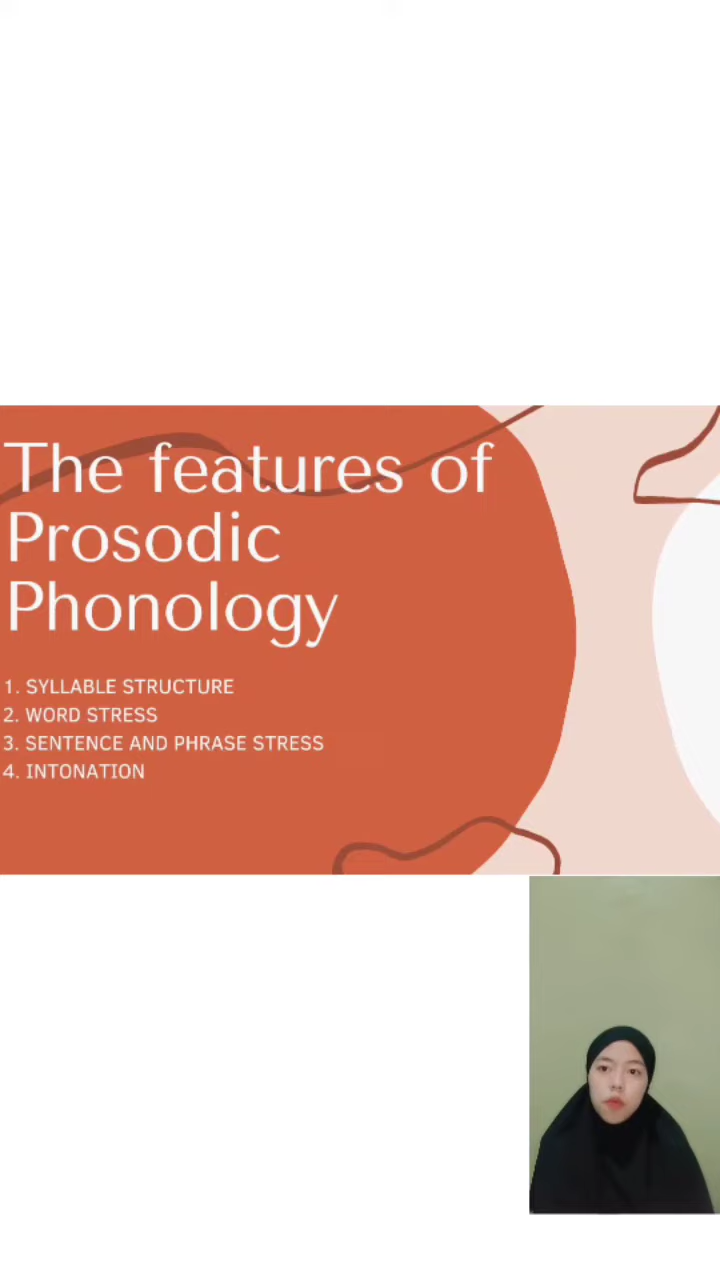 The features of
Prosodic
Phonology
1. SYLLABLE STRUCTURE
2. WORD STRESS
3. SENTENCE AND PHRASE STRESS
4. INTONATION